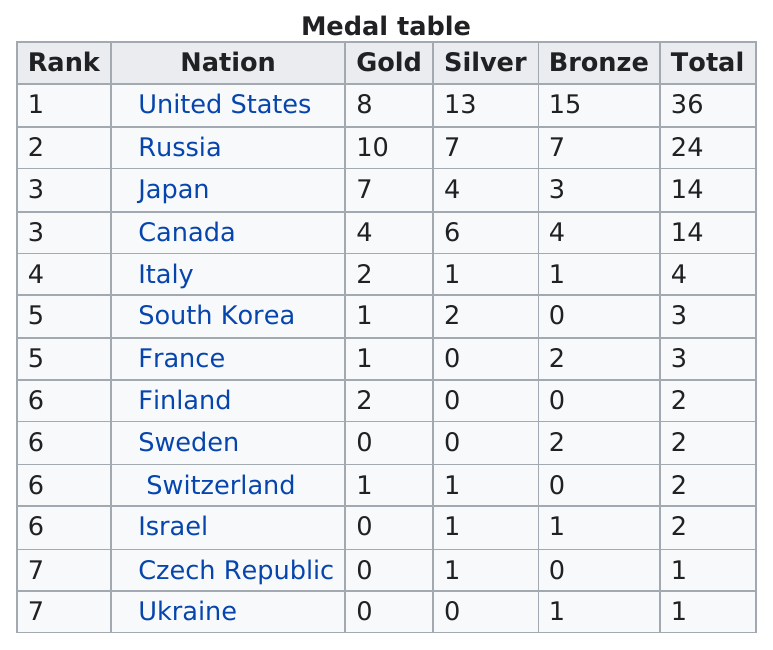 Medal table
Rank Nation Gold Silver Bronze Total
1 United States 8 13 15 36
2 Russia 10 7 7 24
3 Japan 7 4 3 14
3 Canada 4 6 4 14
4 Italy 2 1 1 4
5 South Korea 1 2 0 3
5 France 1 0 2 3
6 Finland 2 0 0 2
6 Sweden 0 0 2 2
6 Switzerland 1 1 0 2
6 Israel 0 1 1 2
7 Czech Republic 0 1 0 1
7 Ukraine 0 0 1 1